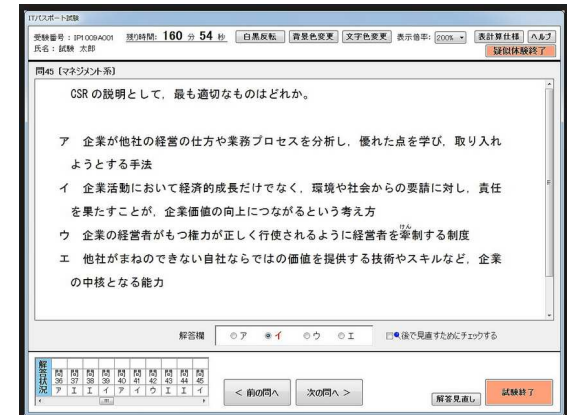 ITパスポート試験
受験番号：IP1009A001 残り時間: 160 分 54 秒 白黒反転 背景色変更 文字色変更 表示倍率: 200% 表計算仕様 ヘルプ
氏名：試験 太郎 疑似体験終了
問45 [マネジメント系]
CSR の説明として，最も適切なものはどれか。
ア 企業が他社の経営の仕方や業務プロセスを分析し，優れた点を学び，取り入れ
ようとする手法
イ 企業活動において経済的成長だけでなく，環境や社会からの要請に対し，責任
を果たすことが，企業価値の向上につながるという考え方
けん
ウ 企業の経営者がもつ権力が正しく行使されるように経営者を牽制する制度
エ 他社がまねのできない自社ならではの価値を提供する技術やスキルなど，企業
の中核となる能力
解答欄 ア イ ウ エ 後で見直すためにチェックする
解答状況
問36 問37 問38 問39 問40 問41 問42 問43 問44 問45
ア エ エ イ ア イ ウ エ エ イ
< 前の問へ 次の問へ > 解答見直し 試験終了